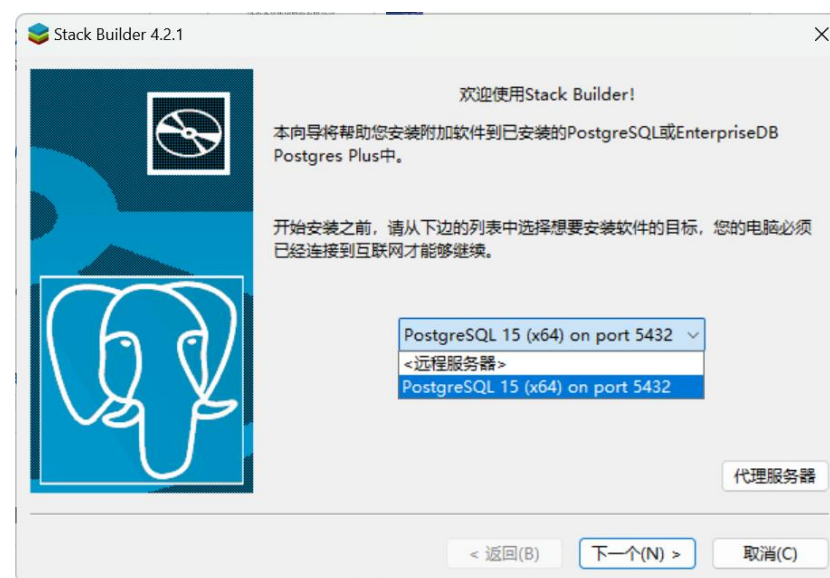 Stack Builder 4.2.1
欢迎使用Stack Builder!
本向导将帮助您安装附加软件到已安装的PostgreSQL或EnterpriseDB
Postgres Plus中。
开始安装之前，请从下边的列表中选择想要安装软件的目标，您的电脑必须
已经连接到互联网才能够继续。
PostgreSQL 15 (x64) on port 5432
<远程服务器>
PostgreSQL 15 (x64) on port 5432
代理服务器
< 返回(B)
下一个(N) >
取消(C)